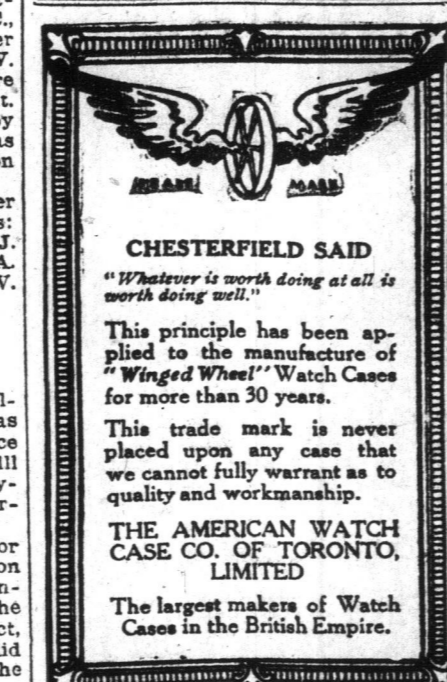 TRADE MARK
CHESTERFIELD SAID
"Whatever is worth doing at all is
worth doing well."
This principle has been ap-
plied to the manufacture of
"Winged Wheel" Watch Cases
for more than 30 years.
This trade mark is never
placed upon any case that
we cannot fully warrant as to
quality and workmanship.
THE AMERICAN WATCH
CASE CO. OF TORONTO,
LIMITED
The largest makers of Watch
Cases in the British Empire.